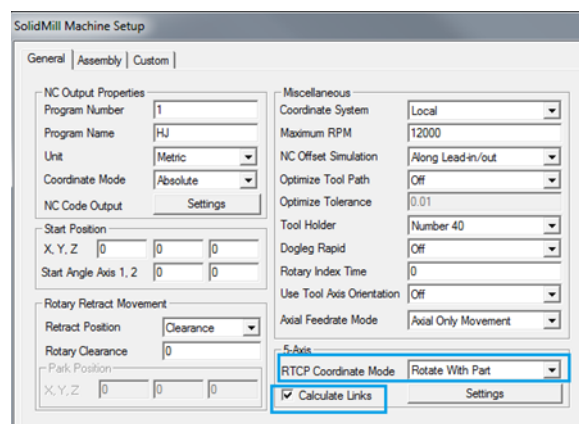 SolidMill Machine Setup
General Assembly Custom
NC Output Properties
Program Number 1
Program Name HJ
Unit Metric
Coordinate Mode Absolute
NC Code Output Settings
Start Position
X, Y, Z 0 0 0
Start Angle Axis 1, 2 0 0
Rotary Retract Movement
Retract Position Clearance
Rotary Clearance 0
Park Position
X, Y, Z 0 0 0
Miscellaneous
Coordinate System Local
Maximum RPM 12000
NC Offset Simulation Along Lead-in/out
Optimize Tool Path Off
Optimize Tolerance 0.01
Tool Holder Number 40
Dogleg Rapid Off
Rotary Index Time 0
Use Tool Axis Orientation Off
Axial Feedrate Mode Axial Only Movement
5-Axis
RTCP Coordinate Mode Rotate With Part
Calculate Links Settings